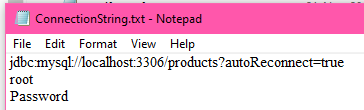 ConnectionString.txt - Notepad
File Edit Format View Help
jdbc:mysql://localhost:3306/products?autoReconnect=true
root
Password